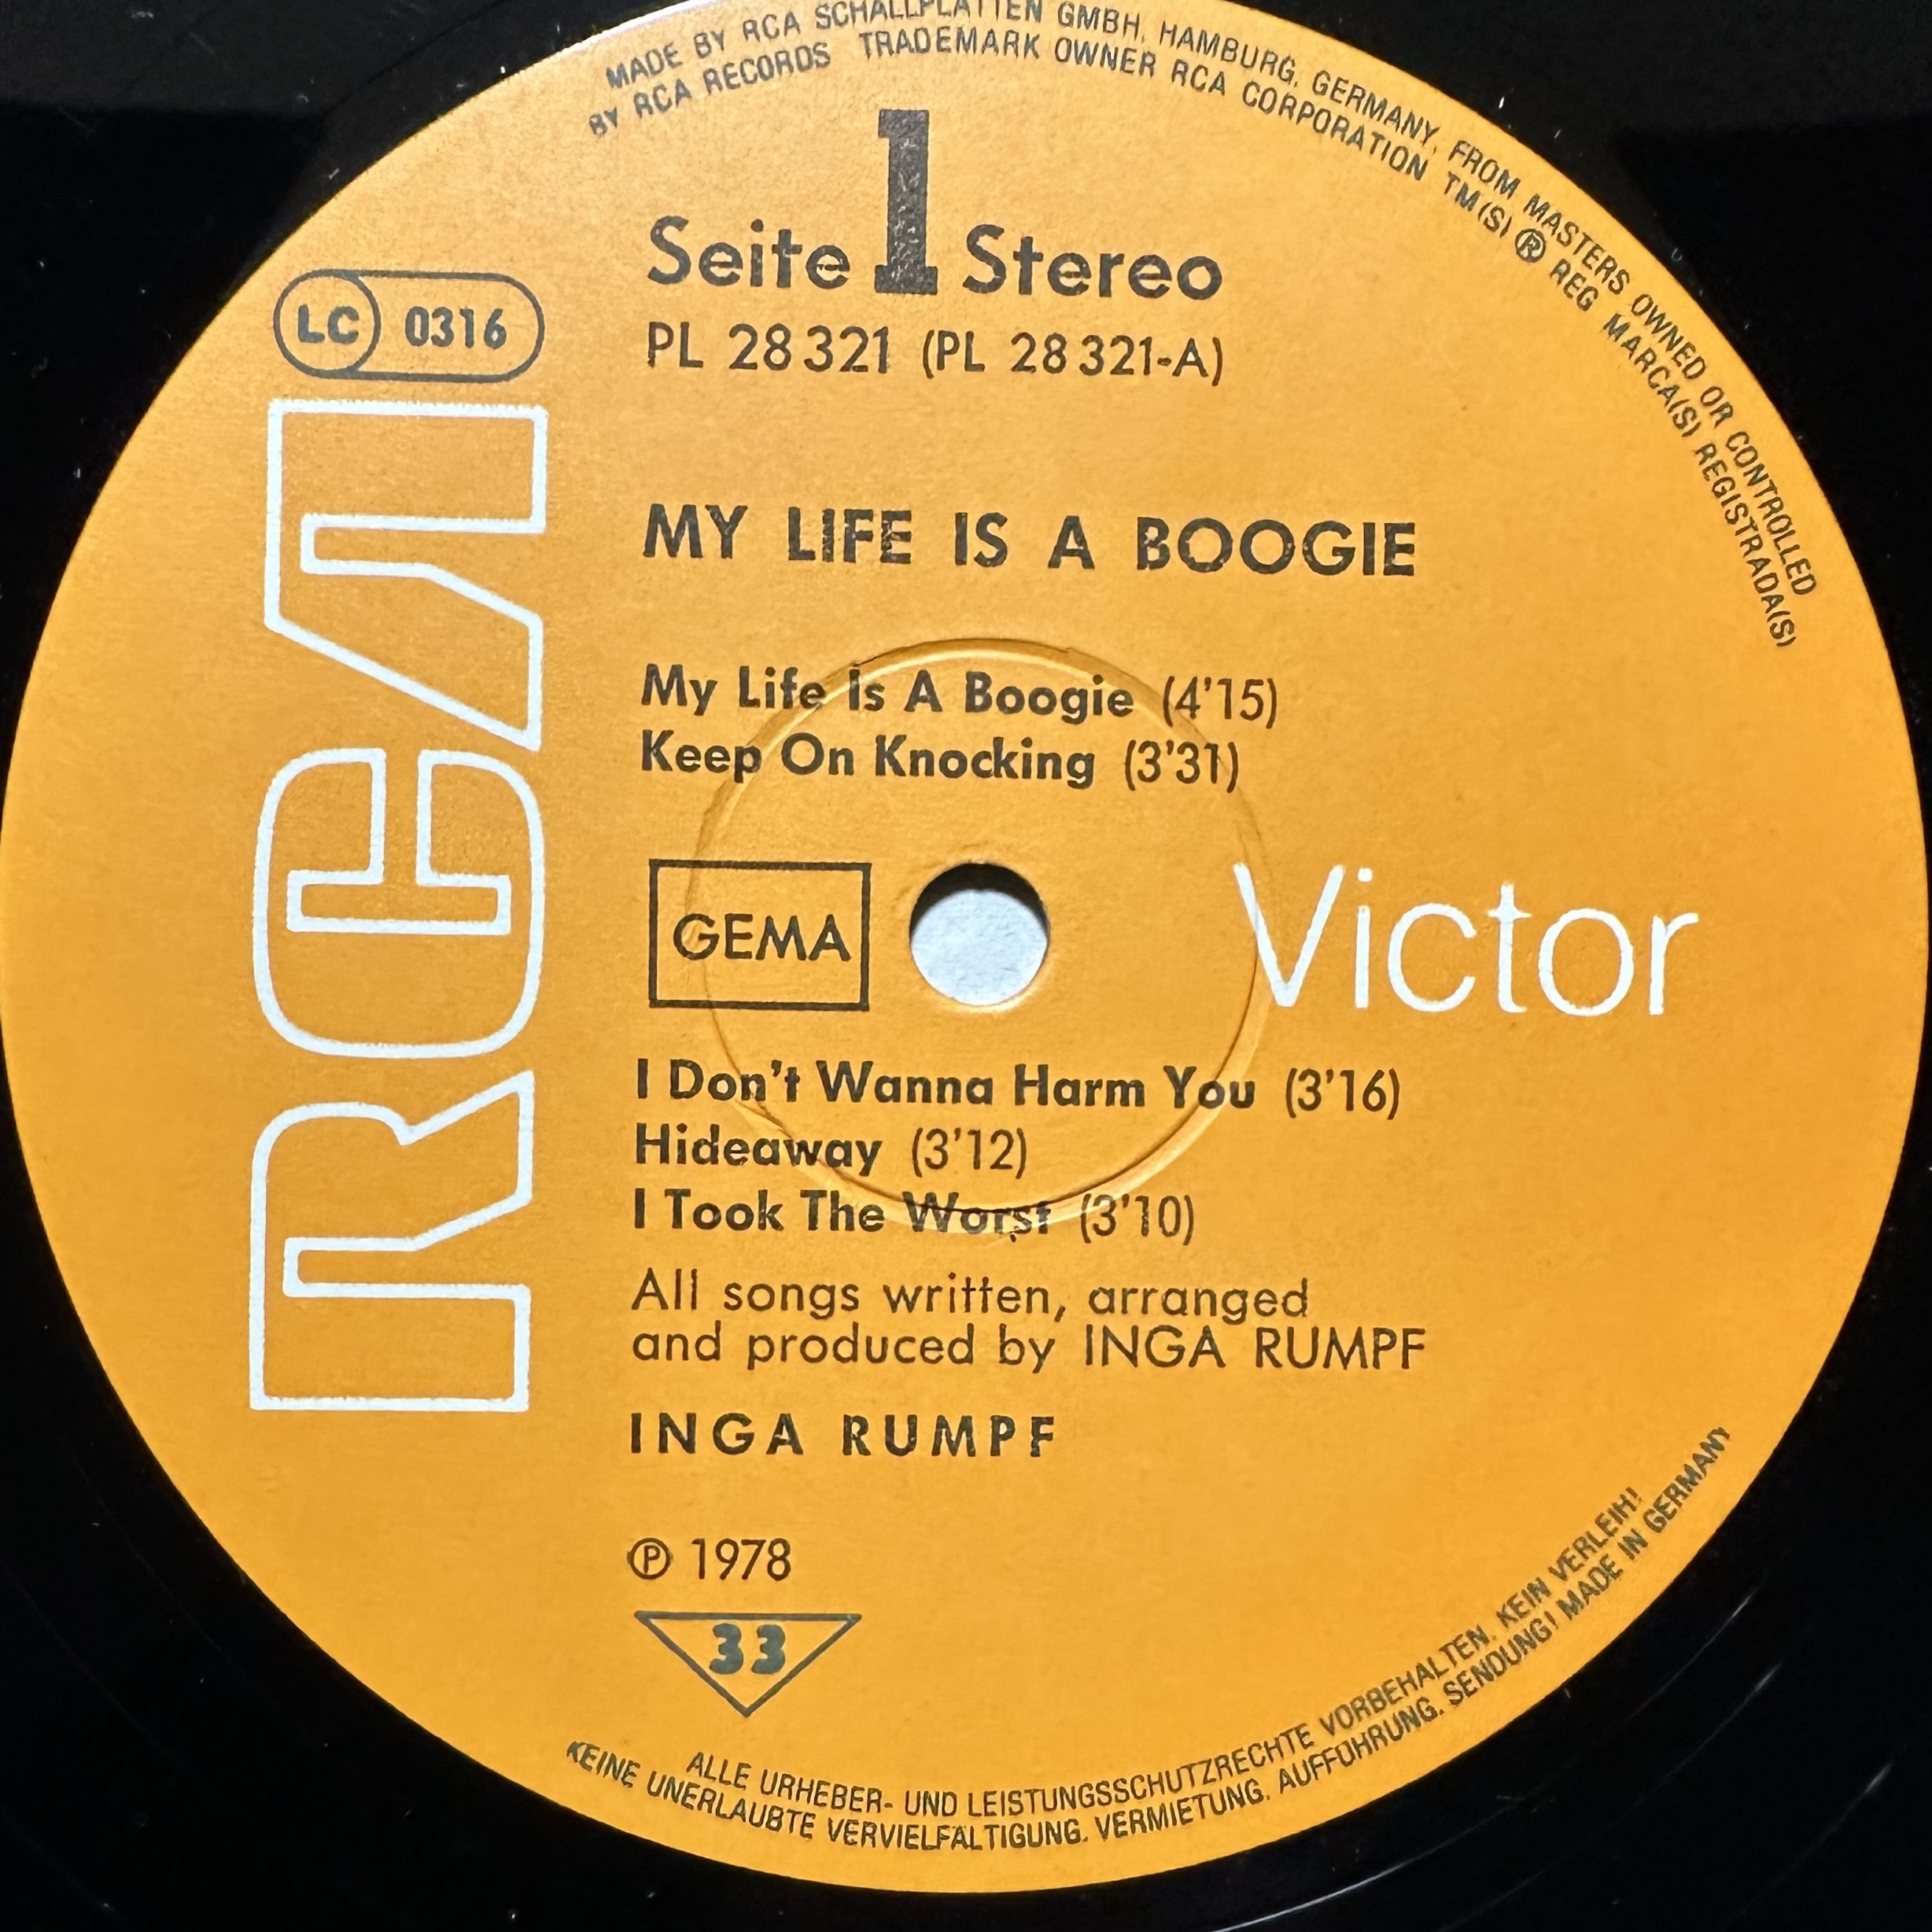 MADE BY RCA SCHALLPLATTEN GMBH, HAMBURG, GERMANY, FROM MASTERS OWNED OR CONTROLLED
BY RCA RECORDS TRADEMARK OWNER RCA CORPORATION TM(S) ® REG MARCA(S) REGISTRADA(S)
Seite 1 Stereo
LC 0316
PL 28 321 (PL 28 321-A)
RCA
MY LIFE IS A BOOGIE
My Life Is A Boogie (4'15)
Keep On Knocking (3'31)
GEMA
Victor
I Don't Wanna Harm You (3'16)
Hideaway (3'12)
I Took The Worst (3'10)
All songs written, arranged
and produced by INGA RUMPF
INGA RUMPF
℗ 1978
33
ALLE URHEBER- UND LEISTUNGSSCHUTZRECHTE VORBEHALTEN. KEIN VERLEIH!
KEINE UNERLAUBTE VERVIELFÄLTIGUNG. VERMIETUNG. AUFFÜHRUNG. SENDUNG! MADE IN GERMANY